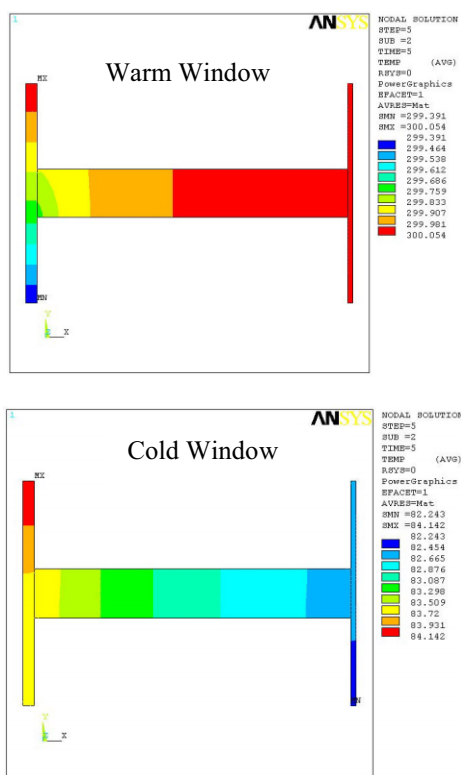 1
ANSYS
Warm Window
MX
MN
Y
Z X
NODAL SOLUTION
STEP=5
SUB =2
TIME=5
TEMP (AVG)
RSYS=0
PowerGraphics
EFACET=1
AVRES=Mat
SMN =299.391
SMX =300.054
299.391
299.464
299.538
299.612
299.686
299.759
299.833
299.907
299.981
300.054
1
ANSYS
Cold Window
MX
MN
Y
Z X
NODAL SOLUTION
STEP=5
SUB =2
TIME=5
TEMP (AVG)
RSYS=0
PowerGraphics
EFACET=1
AVRES=Mat
SMN =82.243
SMX =84.142
82.243
82.454
82.665
82.876
83.087
83.298
83.509
83.72
83.931
84.142